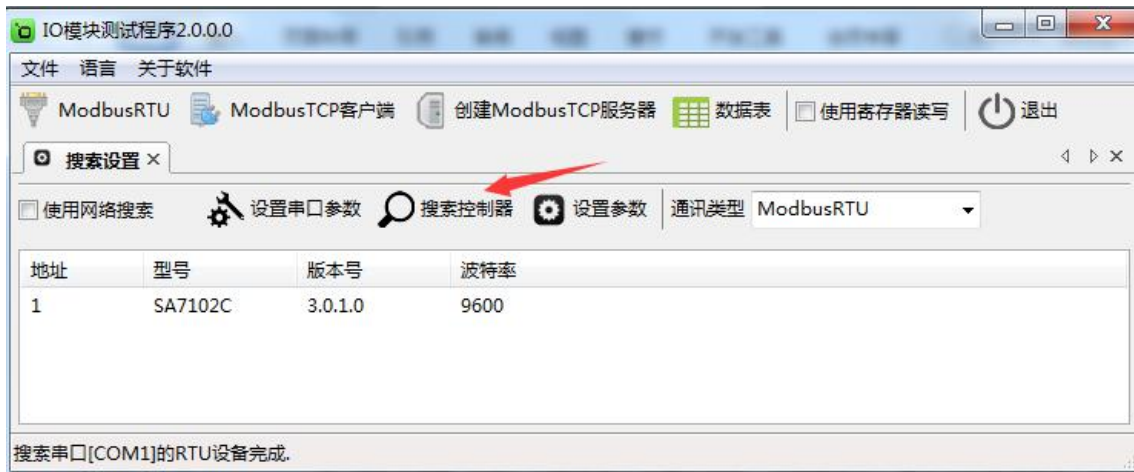 IO模块测试程序2.0.0.0
文件 语言 关于软件
ModbusRTU ModbusTCP客户端 创建ModbusTCP服务器 数据表 使用寄存器读写 退出
搜索设置
使用网络搜索 设置串口参数 搜索控制器 设置参数 通讯类型 ModbusRTU
地址 型号 版本号 波特率
1 SA7102C 3.0.1.0 9600
搜索串口[COM1]的RTU设备完成.